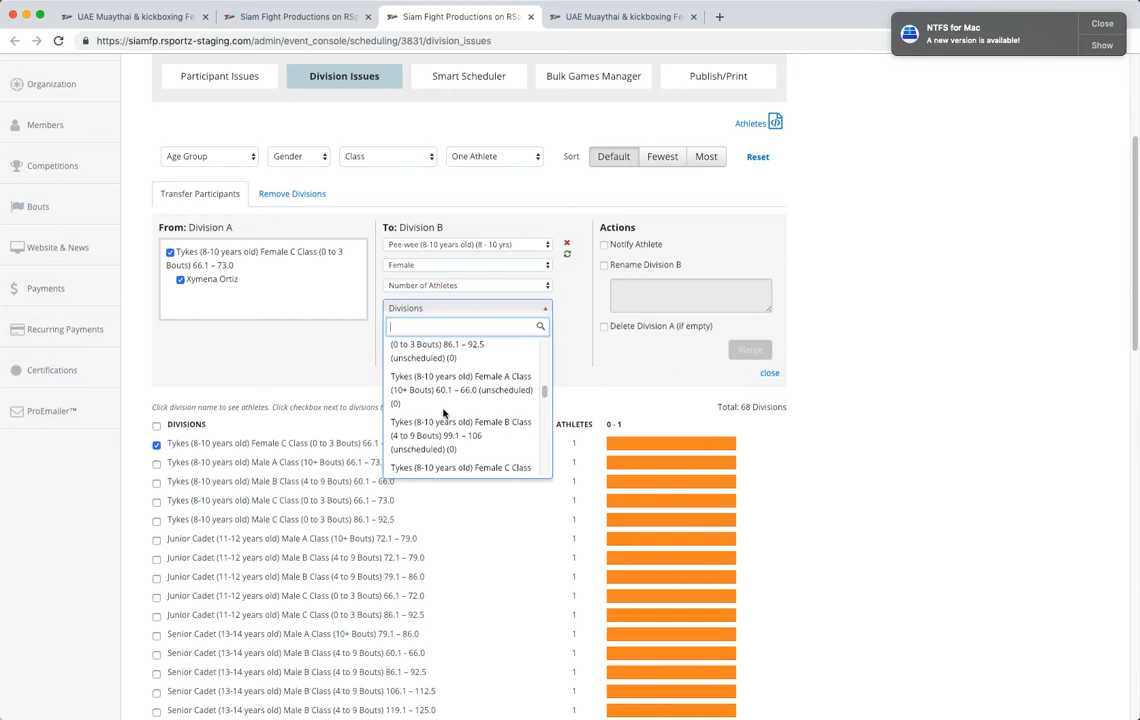 UAE Muaythai & kickboxing Fe
Siam Fight Productions on RSp
Siam Fight Productions on RSp
UAE Muaythai & kickboxing Fe
NTFS for Mac
A new version is available!
Close
Show
https://siamfp.rsportz-staging.com/admin/event_console/scheduling/3831/division_issues
Organization
Members
Competitions
Bouts
Website & News
Payments
Recurring Payments
Certifications
ProEmailer™
Participant Issues
Division Issues
Smart Scheduler
Bulk Games Manager
Publish/Print
Athletes
Age Group
Gender
Class
One Athlete
Sort
Default
Fewest
Most
Reset
Transfer Participants
Remove Divisions
From: Division A
Tykes (8-10 years old) Female C Class (0 to 3
Bouts) 66.1 – 73.0
Xymena Ortiz
To: Division B
Pee-wee (8-10 years old) (8 - 10 yrs)
Female
Number of Athletes
Divisions
(0 to 3 Bouts) 86.1 – 92.5
(unscheduled) (0)
Tykes (8-10 years old) Female A Class
(10+ Bouts) 60.1 – 66.0 (unscheduled)
(0)
Tykes (8-10 years old) Female B Class
(4 to 9 Bouts) 99.1 – 106
(unscheduled) (0)
Tykes (8-10 years old) Female C Class
Actions
Notify Athlete
Rename Division B
Delete Division A (if empty)
Merge
close
Click division name to see athletes. Click checkbox next to divisions t
Total: 68 Divisions
DIVISIONS
ATHLETES
0 - 1
Tykes (8-10 years old) Female C Class (0 to 3 Bouts) 66.1 –
1
Tykes (8-10 years old) Male A Class (10+ Bouts) 66.1 – 73.
1
Tykes (8-10 years old) Male B Class (4 to 9 Bouts) 60.1 – 66.0
1
Tykes (8-10 years old) Male C Class (0 to 3 Bouts) 66.1 – 73.0
1
Tykes (8-10 years old) Male C Class (0 to 3 Bouts) 86.1 – 92.5
1
Junior Cadet (11-12 years old) Male A Class (10+ Bouts) 72.1 – 79.0
1
Junior Cadet (11-12 years old) Male B Class (4 to 9 Bouts) 72.1 – 79.0
1
Junior Cadet (11-12 years old) Male B Class (4 to 9 Bouts) 79.1 – 86.0
1
Junior Cadet (11-12 years old) Male C Class (0 to 3 Bouts) 66.1 – 72.0
1
Junior Cadet (11-12 years old) Male C Class (0 to 3 Bouts) 86.1 – 92.5
1
Senior Cadet (13-14 years old) Male A Class (10+ Bouts) 79.1 – 86.0
1
Senior Cadet (13-14 years old) Male B Class (4 to 9 Bouts) 60.1 - 66.0
1
Senior Cadet (13-14 years old) Male B Class (4 to 9 Bouts) 86.1 – 92.5
1
Senior Cadet (13-14 years old) Male B Class (4 to 9 Bouts) 106.1 – 112.5
1
Senior Cadet (13-14 years old) Male B Class (4 to 9 Bouts) 119.1 – 125.0
1